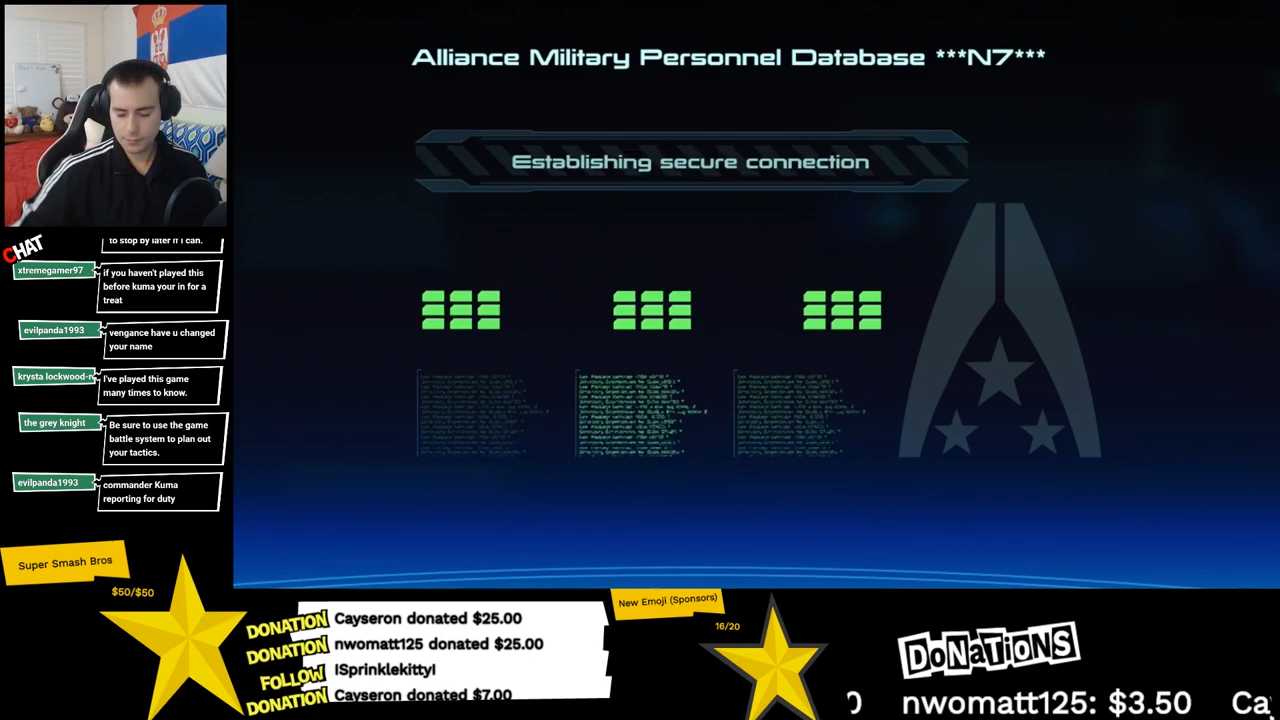 Alliance Military Personnel Database ***N7***
Establishing secure connection
CHAT
to stop by later if I can.
xtremegamer97
if you haven't played this
before kuma your in for a
treat
evilpanda1993
vengance have u changed
your name
krysta lockwood-r
I've played this game
many times to know.
the grey knight
Be sure to use the game
battle system to plan out
your tactics.
evilpanda1993
commander Kuma
reporting for duty
Super Smash Bros
$50/$50
DONATION Cayseron donated $25.00
DONATION nwomatt125 donated $25.00
FOLLOW ISprinklekittyI
DONATION Cayseron donated $7.00
New Emoji (Sponsors)
16/20
DONATIONS
0 nwomatt125: $3.50 Ca